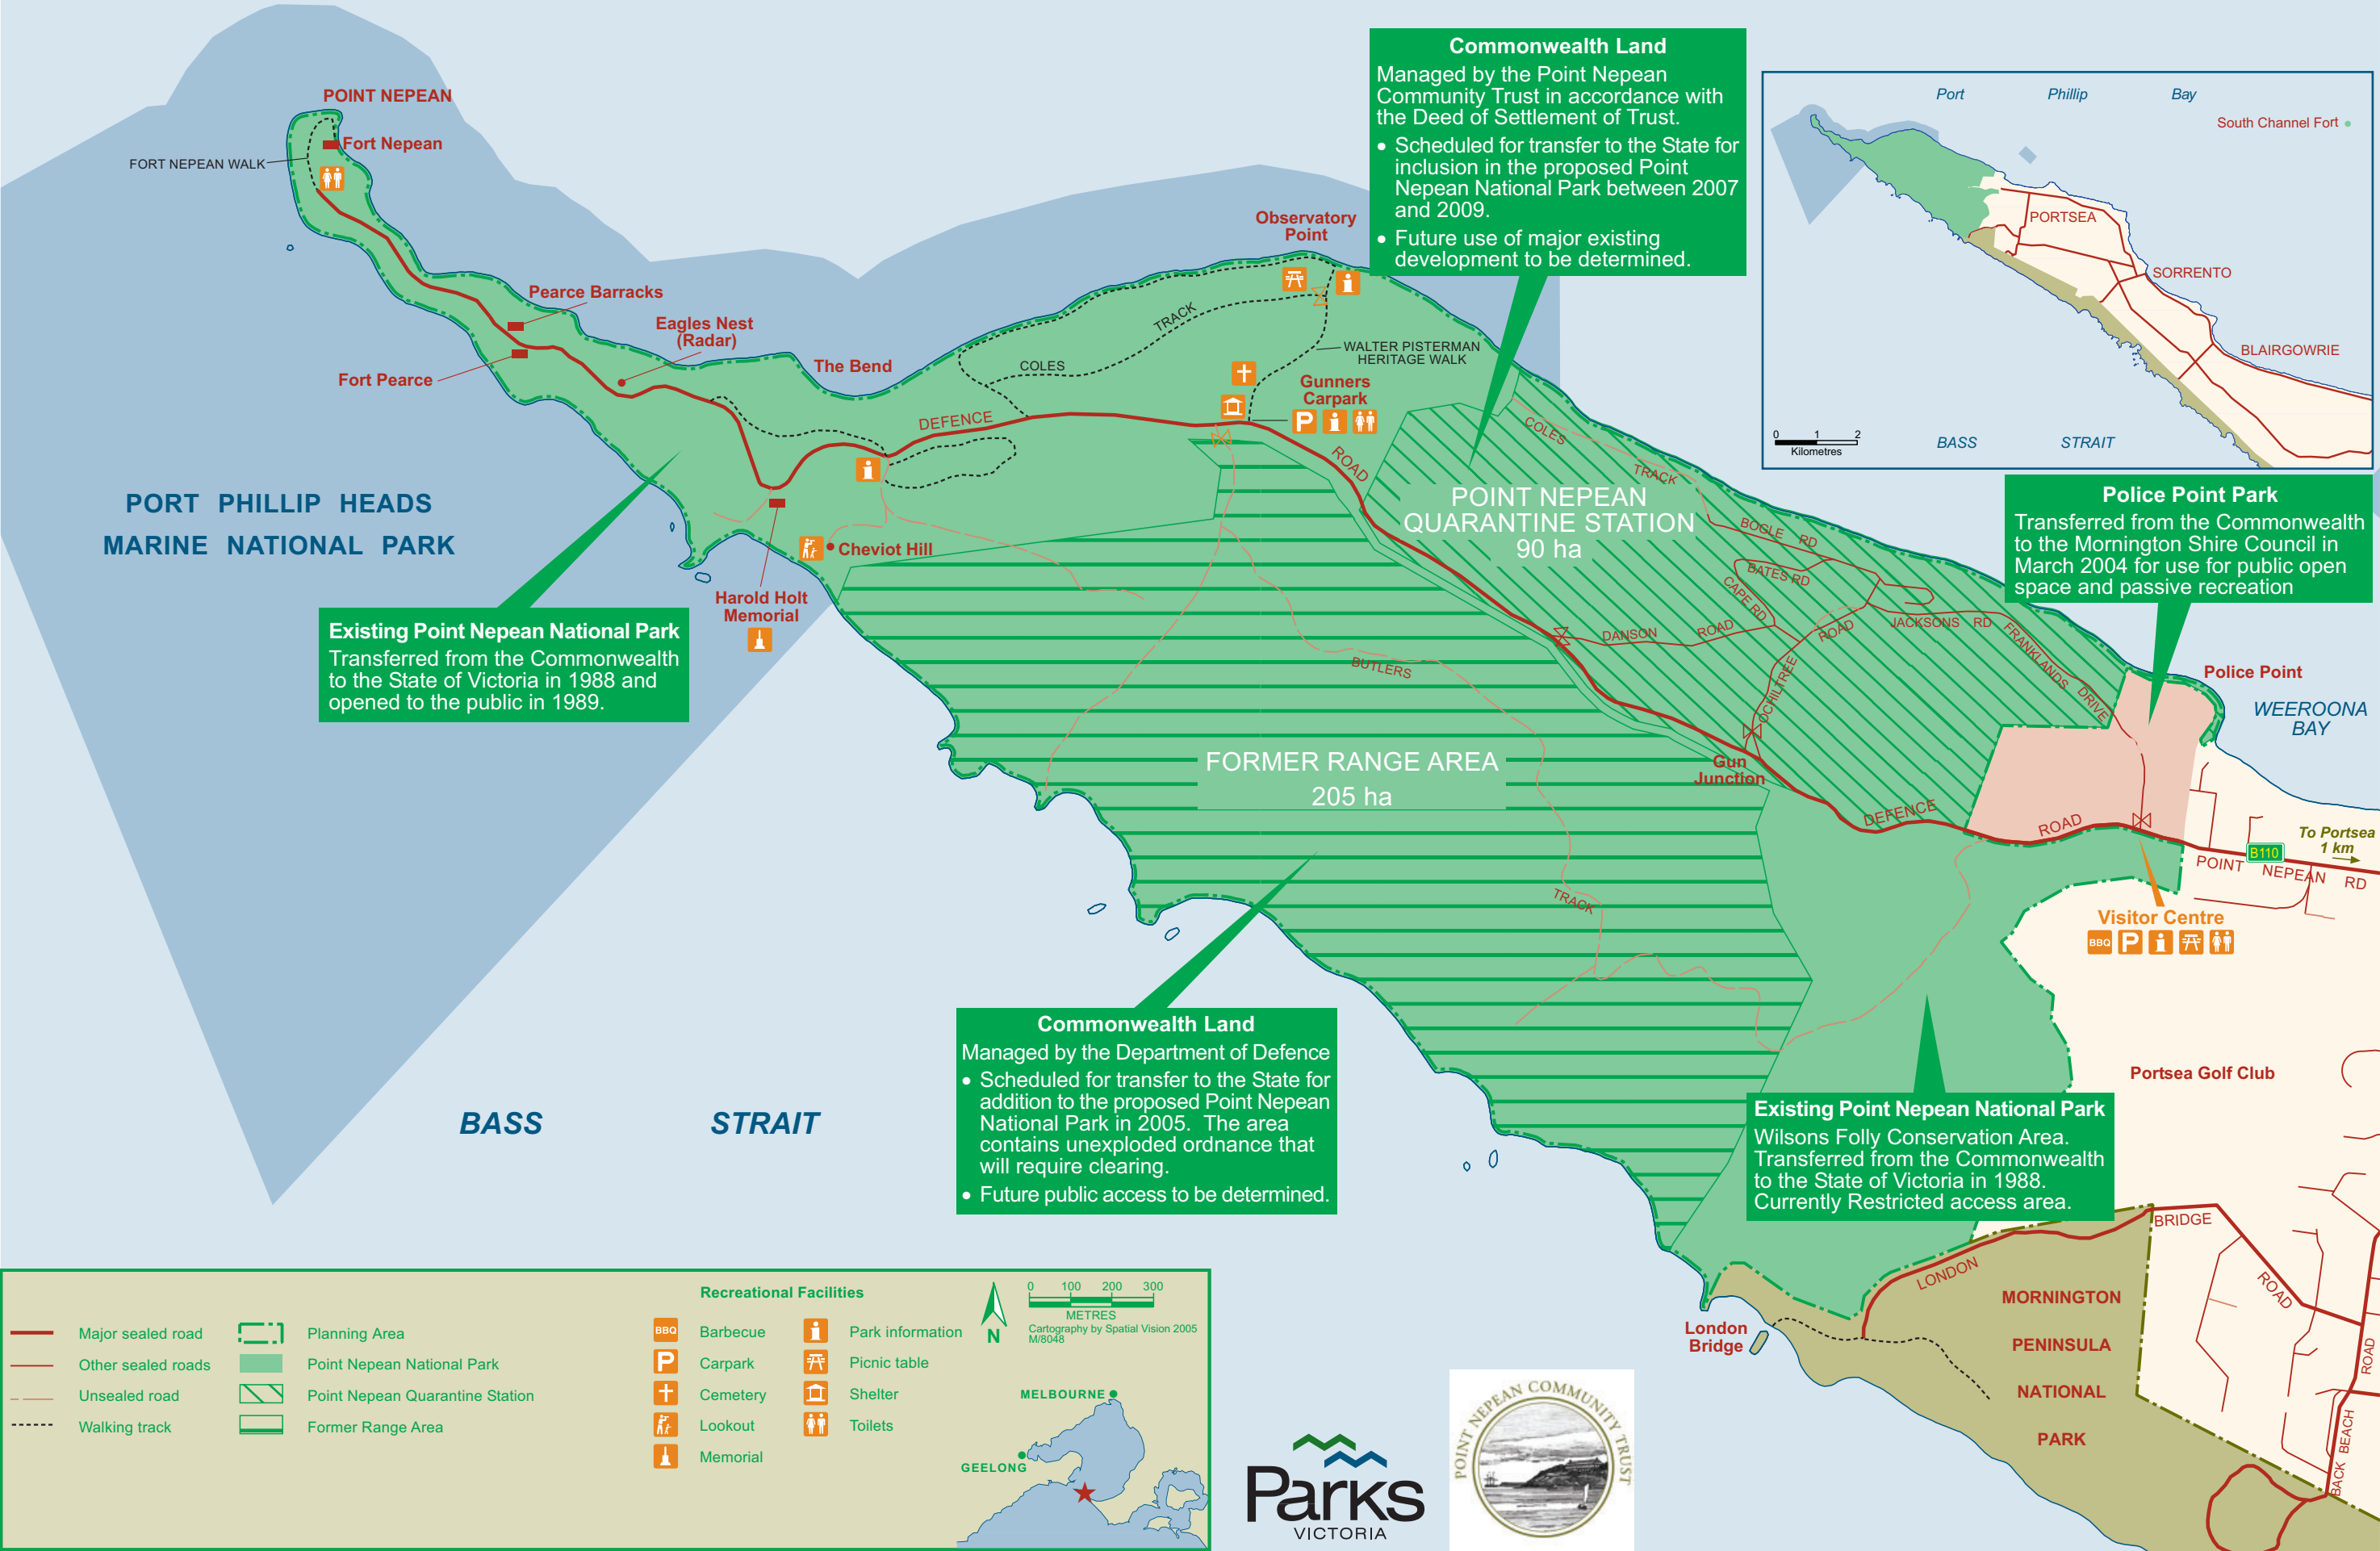 POINT NEPEAN
Fort Nepean
FORT NEPEAN WALK
Pearce Barracks
Fort Pearce
Eagles Nest
(Radar)
The Bend
Observatory
Point
TRACK
COLES
WALTER PISTERMAN
HERITAGE WALK
Gunners
Carpark
P
DEFENCE
ROAD
Cheviot Hill
Harold Holt
Memorial
PORT PHILLIP HEADS
MARINE NATIONAL PARK
Existing Point Nepean National Park
Transferred from the Commonwealth
to the State of Victoria in 1988 and
opened to the public in 1989.
Commonwealth Land
Managed by the Point Nepean
Community Trust in accordance with
the Deed of Settlement of Trust.
• Scheduled for transfer to the State for
inclusion in the proposed Point
Nepean National Park between 2007
and 2009.
• Future use of major existing
development to be determined.
Port Phillip Bay
South Channel Fort
PORTSEA
SORRENTO
BLAIRGOWRIE
BASS STRAIT
0 1 2
Kilometres
COLES
TRACK
POINT NEPEAN
QUARANTINE STATION
90 ha
BOGLE RD
BATES RD
CAPE RD
DANSON ROAD
ROAD
OCHILTREE
JACKSONS RD
FRANKLANDS DRIVE
Police Point Park
Transferred from the Commonwealth
to the Mornington Shire Council in
March 2004 for use for public open
space and passive recreation
Police Point
WEEROONA
BAY
BUTLERS
TRACK
FORMER RANGE AREA
205 ha
Gun
Junction
DEFENCE
ROAD
To Portsea
1 km
B110
POINT NEPEAN RD
Visitor Centre
BBQ P
Portsea Golf Club
Commonwealth Land
Managed by the Department of Defence
• Scheduled for transfer to the State for
addition to the proposed Point Nepean
National Park in 2005. The area
contains unexploded ordnance that
will require clearing.
• Future public access to be determined.
Existing Point Nepean National Park
Wilsons Folly Conservation Area.
Transferred from the Commonwealth
to the State of Victoria in 1988.
Currently Restricted access area.
BASS STRAIT
LONDON
BRIDGE
ROAD
London
Bridge
MORNINGTON
PENINSULA
NATIONAL
PARK
BACK BEACH ROAD
Major sealed road
Other sealed roads
Unsealed road
Walking track
Planning Area
Point Nepean National Park
Point Nepean Quarantine Station
Former Range Area
Recreational Facilities
BBQ Barbecue
P Carpark
Cemetery
Lookout
Memorial
Park information
Picnic table
Shelter
Toilets
N
0 100 200 300
METRES
Cartography by Spatial Vision 2005
M/8048
MELBOURNE
GEELONG
Parks
VICTORIA
POINT NEPEAN COMMUNITY TRUST